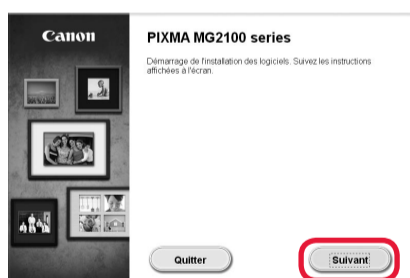 Canon
PIXMA MG2100 series
Démarrage de l'installation des logiciels. Suivez les instructions
affichées à l'écran.
Quitter
Suivant